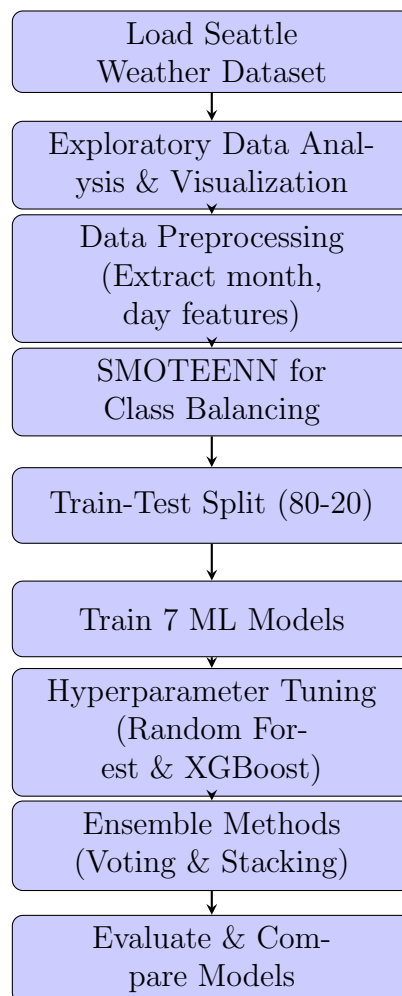 Load Seattle
Weather Dataset
Exploratory Data Anal-
ysis & Visualization
Data Preprocessing
(Extract month,
day features)
SMOTEENN for
Class Balancing
Train-Test Split (80-20)
Train 7 ML Models
Hyperparameter Tuning
(Random For-
est & XGBoost)
Ensemble Methods
(Voting & Stacking)
Evaluate & Com-
pare Models